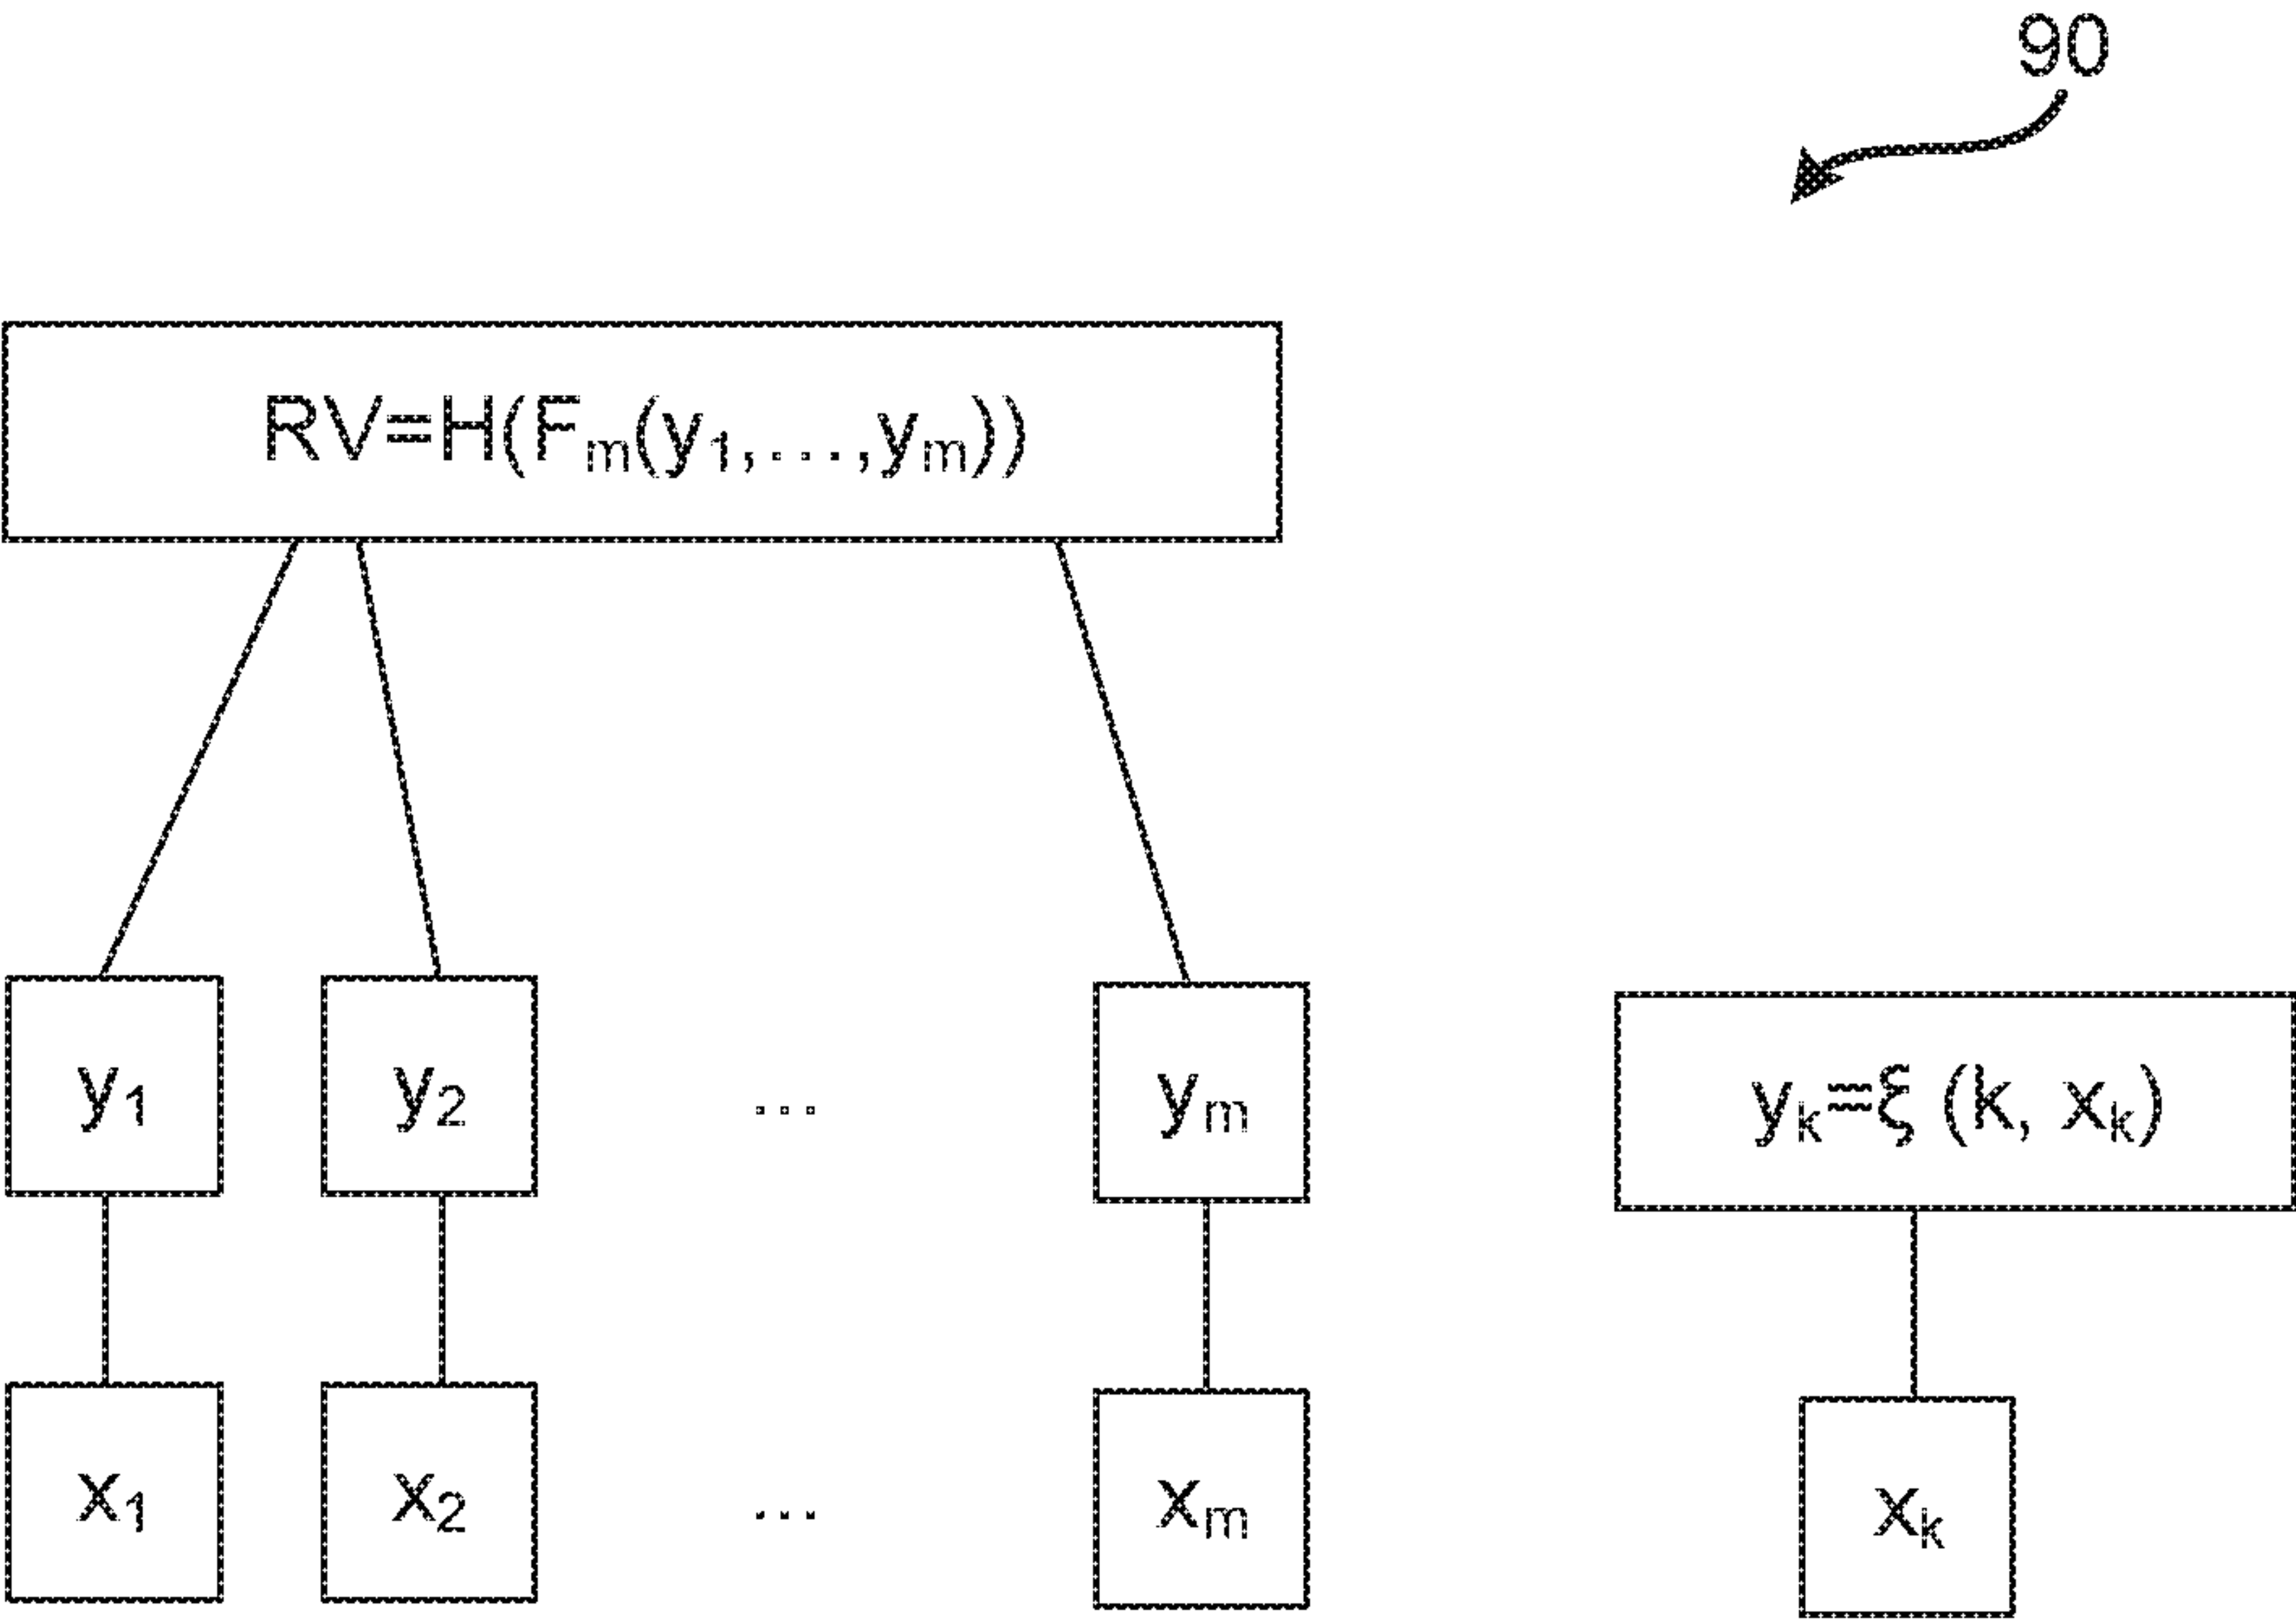 90
RV=H(Fₘ(y₁,...,yₘ))
y₁ y₂ ... yₘ yₖ=ξ (k, xₖ)
x₁ x₂ ... xₘ xₖ